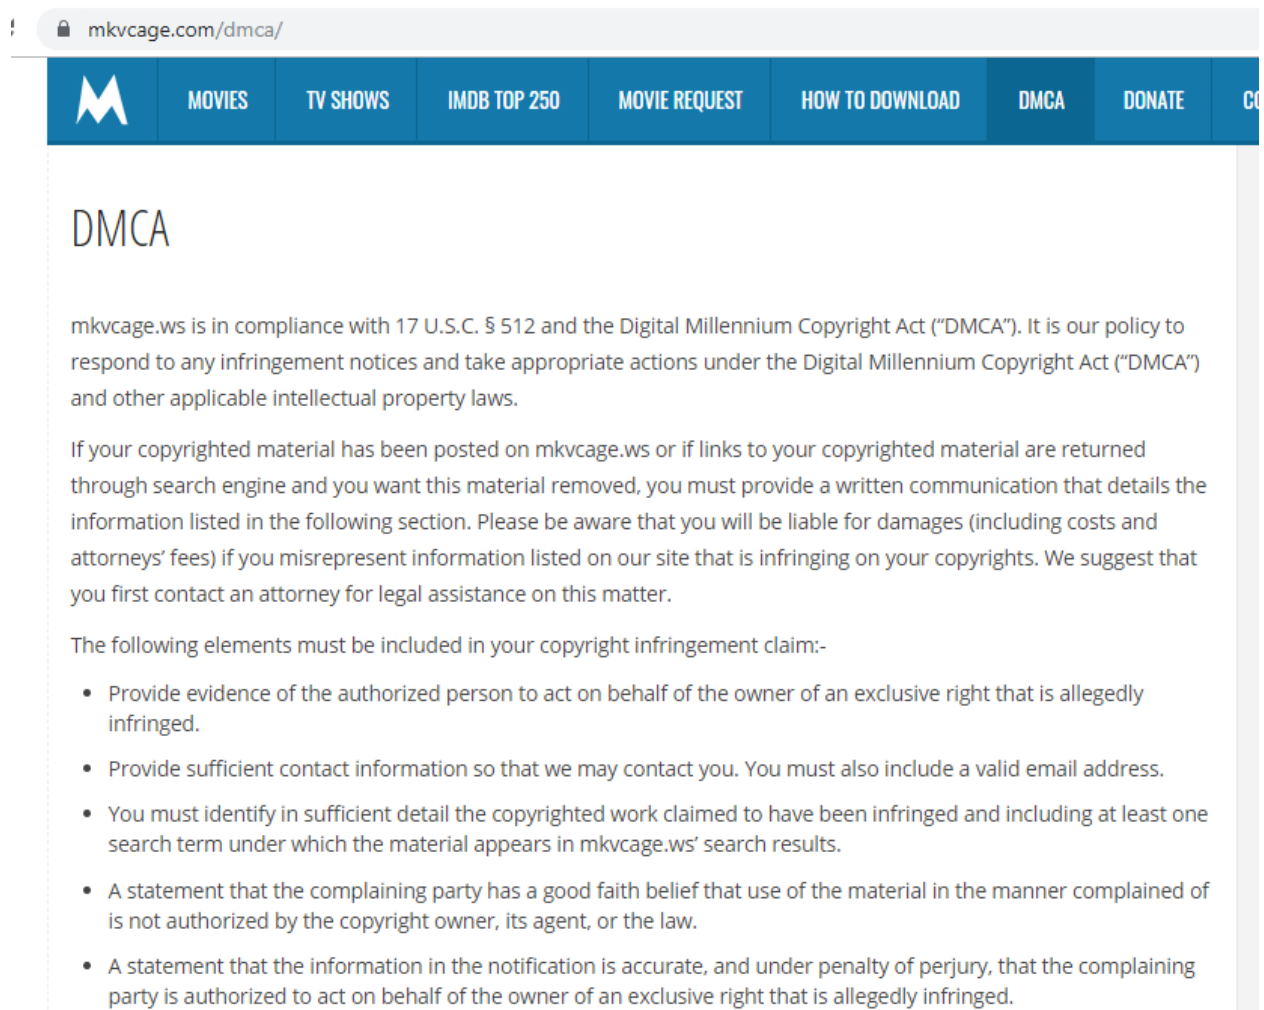 mkvcage.com/dmca/
MOVIES TV SHOWS IMDB TOP 250 MOVIE REQUEST HOW TO DOWNLOAD DMCA DONATE
DMCA
mkvcage.ws is in compliance with 17 U.S.C. § 512 and the Digital Millennium Copyright Act (“DMCA”). It is our policy to
respond to any infringement notices and take appropriate actions under the Digital Millennium Copyright Act (“DMCA”)
and other applicable intellectual property laws.
If your copyrighted material has been posted on mkvcage.ws or if links to your copyrighted material are returned
through search engine and you want this material removed, you must provide a written communication that details the
information listed in the following section. Please be aware that you will be liable for damages (including costs and
attorneys’ fees) if you misrepresent information listed on our site that is infringing on your copyrights. We suggest that
you first contact an attorney for legal assistance on this matter.
The following elements must be included in your copyright infringement claim:-
• Provide evidence of the authorized person to act on behalf of the owner of an exclusive right that is allegedly
infringed.
• Provide sufficient contact information so that we may contact you. You must also include a valid email address.
• You must identify in sufficient detail the copyrighted work claimed to have been infringed and including at least one
search term under which the material appears in mkvcage.ws’ search results.
• A statement that the complaining party has a good faith belief that use of the material in the manner complained of
is not authorized by the copyright owner, its agent, or the law.
• A statement that the information in the notification is accurate, and under penalty of perjury, that the complaining
party is authorized to act on behalf of the owner of an exclusive right that is allegedly infringed.